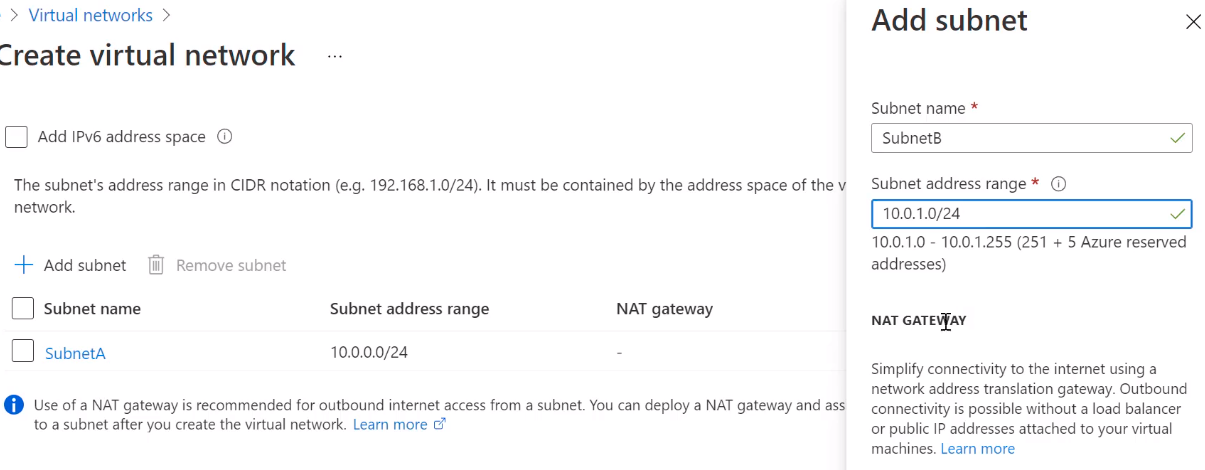 > Virtual networks >
Create virtual network ...
Add IPv6 address space
The subnet's address range in CIDR notation (e.g. 192.168.1.0/24). It must be contained by the address space of the v
network.
+ Add subnet Remove subnet
Subnet name Subnet address range NAT gateway
SubnetA 10.0.0.0/24 -
Use of a NAT gateway is recommended for outbound internet access from a subnet. You can deploy a NAT gateway and ass
to a subnet after you create the virtual network. Learn more
Add subnet
Subnet name *
SubnetB
Subnet address range *
10.0.1.0/24
10.0.1.0 - 10.0.1.255 (251 + 5 Azure reserved
addresses)
NAT GATEWAY
Simplify connectivity to the internet using a
network address translation gateway. Outbound
connectivity is possible without a load balancer
or public IP addresses attached to your virtual
machines. Learn more